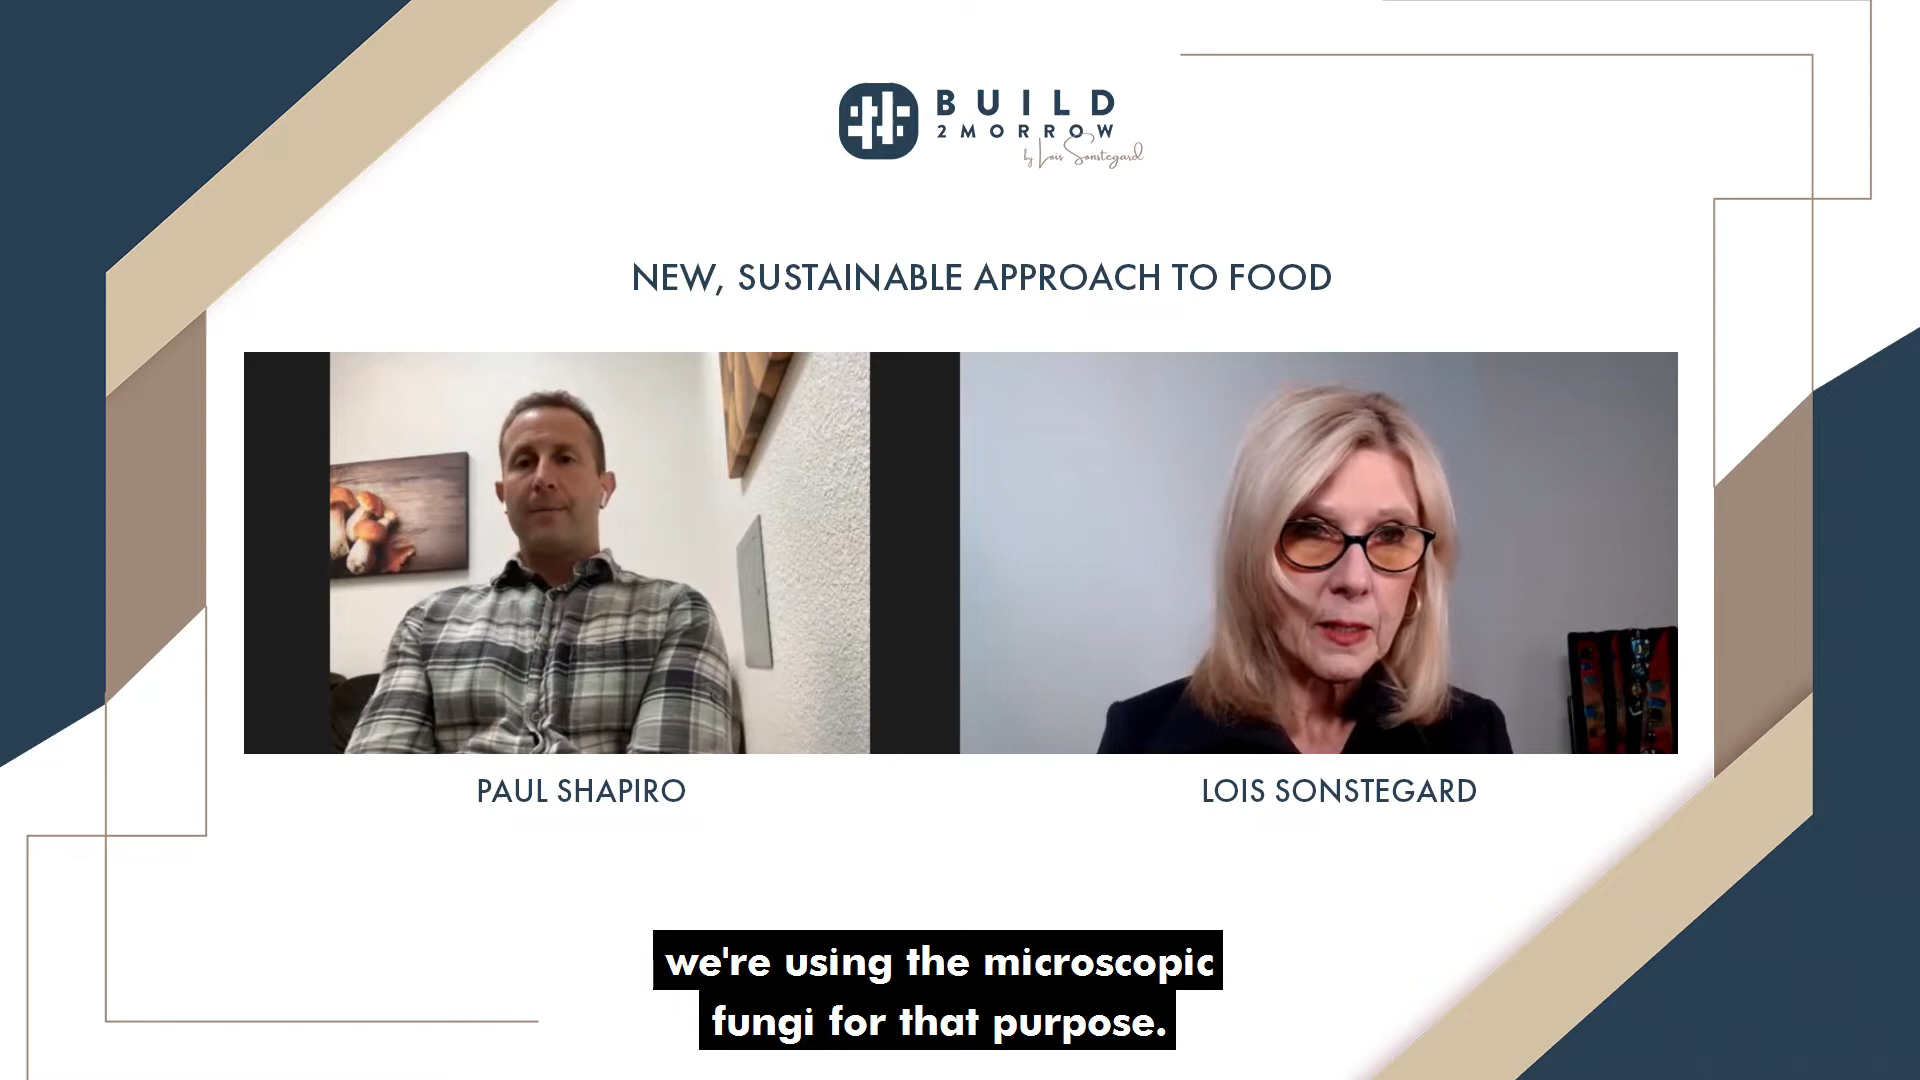 BUILD
2MORROW
by Lois Sonstegard
NEW, SUSTAINABLE APPROACH TO FOOD
PAUL SHAPIRO
LOIS SONSTEGARD
we're using the microscopic
fungi for that purpose.